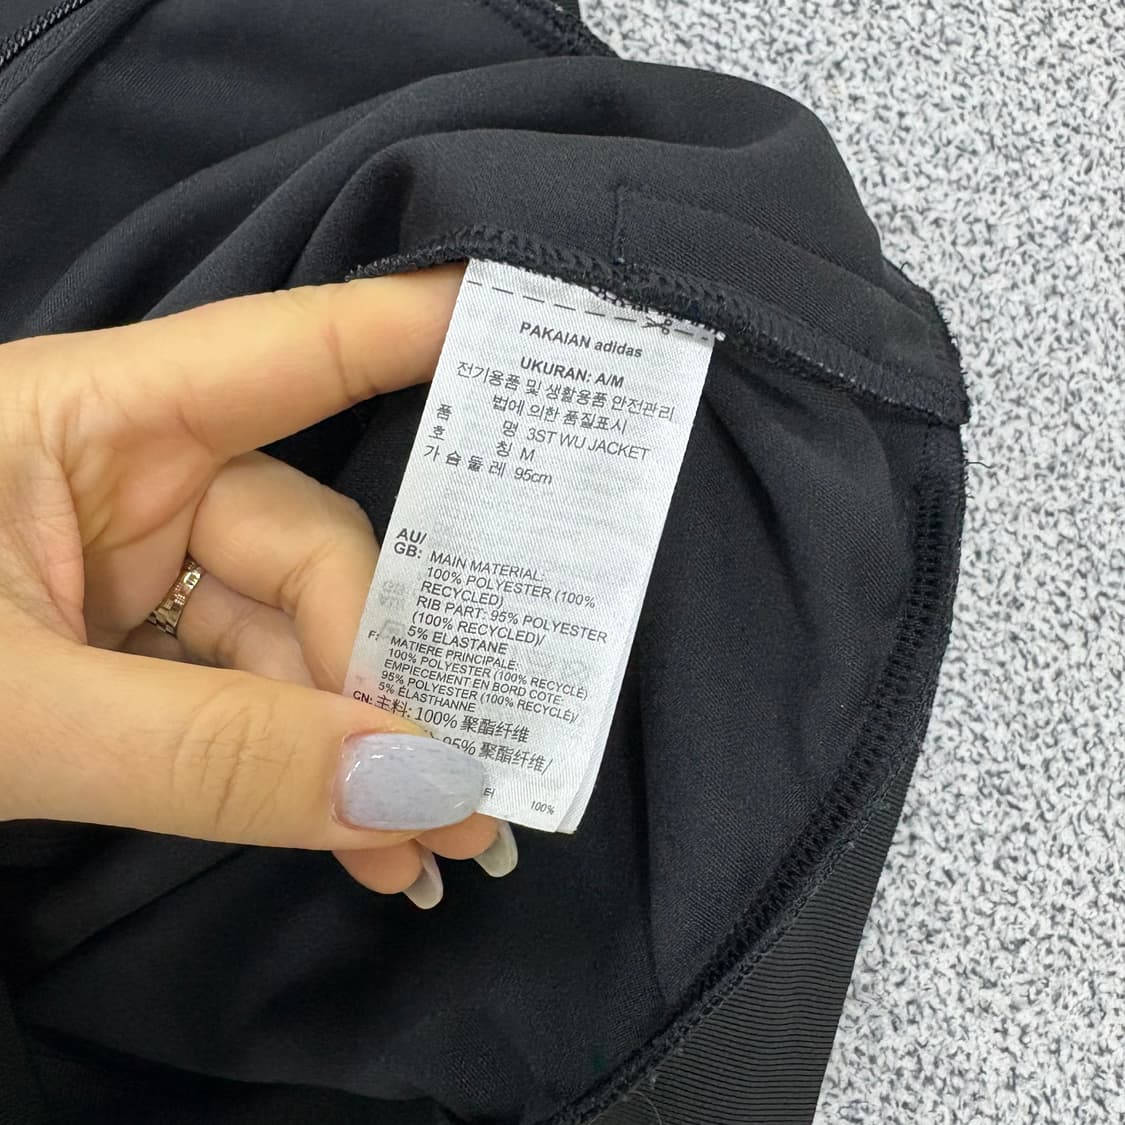 PAKAIAN adidas
UKURAN: A/M
전기용품 및 생활용품 안전관리
법에 의한 품질표시
품 명 3ST WU JACKET
호 칭 M
가 슴 둘 레 95cm
AU/
GB: MAIN MATERIAL:
100% POLYESTER (100%
RECYCLED)
RIB PART: 95% POLYESTER
(100% RECYCLED)/
5% ELASTANE
F: MATIERE PRINCIPALE:
100% POLYESTER (100% RECYCLÉ)
EMPIECEMENT EN BORD COTE:
95% POLYESTER (100% RECYCLÉ)/
5% ÉLASTHANNE
CN: 主料: 100% 聚酯纤维
95% 聚酯纤维/
터 100%